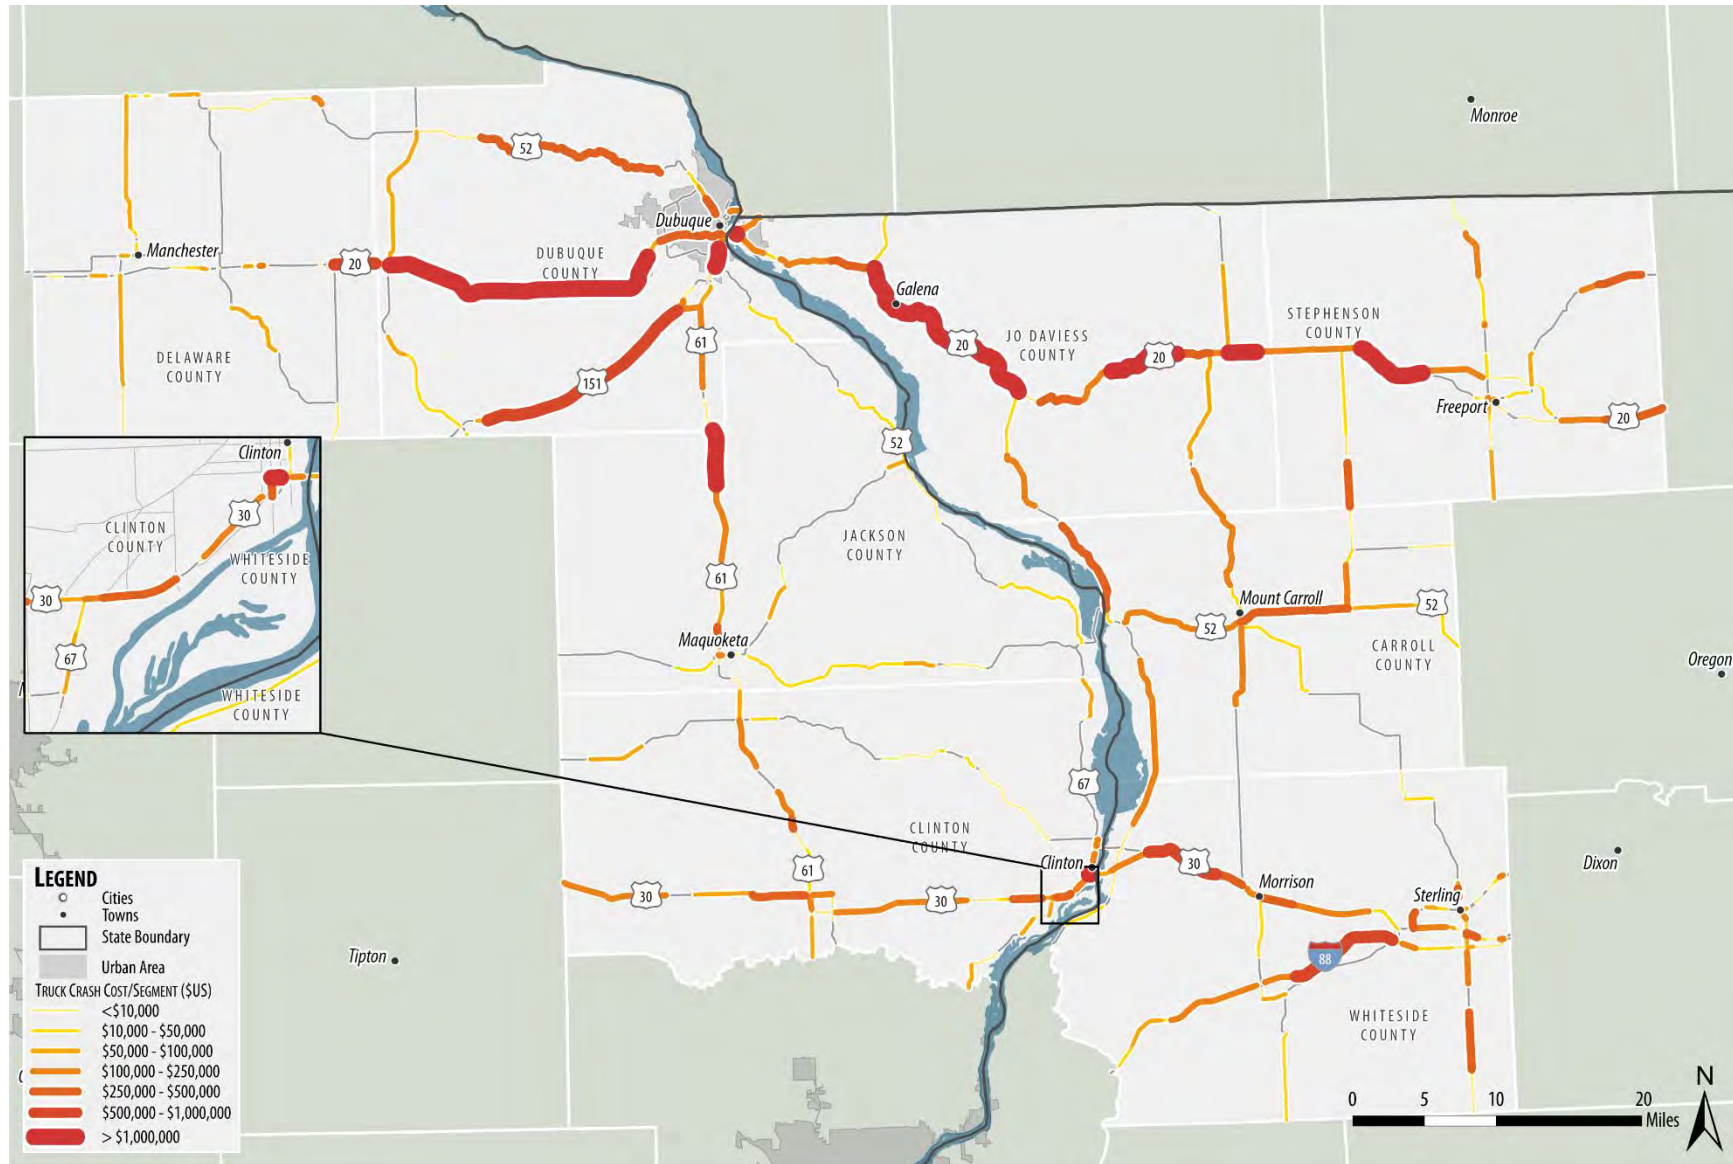 Monroe
52
Dubuque
Manchester
20
DUBUQUE
COUNTY
Galena
STEPHENSON
COUNTY
61
20
JO DAVIESS
COUNTY
20
DELAWARE
COUNTY
151
Freeport
20
52
Clinton
30
CLINTON
COUNTY
WHITESIDE
COUNTY
30
67
WHITESIDE
COUNTY
JACKSON
COUNTY
61
Mount Carroll
52
52
Maquoketa
CARROLL
COUNTY
Oregon
67
CLINTON
COUNTY
Clinton
30
Dixon
61
30
30
Morrison
Sterling
88
Tipton
WHITESIDE
COUNTY
LEGEND
Cities
Towns
State Boundary
Urban Area
TRUCK CRASH COST/SEGMENT ($US)
<$10,000
$10,000 - $50,000
$50,000 - $100,000
$100,000 - $250,000
$250,000 - $500,000
$500,000 - $1,000,000
> $1,000,000
N
0 5 10 20
Miles